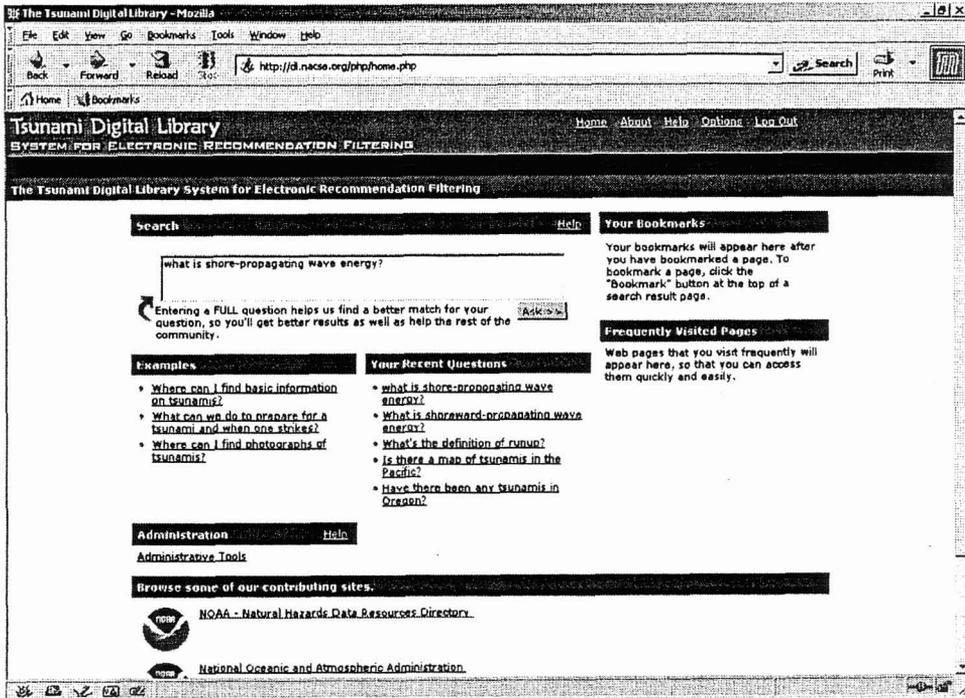 The Tsunami Digital Library - Mozilla
File Edit View Go Bookmarks Tools Window Help
Back Forward Reload Stop http://dl.nacse.org/php/home.php Search Print
Home Bookmarks
Tsunami Digital Library
Home About Help Options Log Out
SYSTEM FOR ELECTRONIC RECOMMENDATION FILTERING
The Tsunami Digital Library System for Electronic Recommendation Filtering
Search Help
what is shore-propagating wave energy?
Entering a FULL question helps us find a better match for your
question, so you'll get better results as well as help the rest of the
community.
Ask >>
Your Bookmarks
Your bookmarks will appear here after
you have bookmarked a page. To
bookmark a page, click the
"Bookmark" button at the top of a
search result page.
Frequently Visited Pages
Web pages that you visit frequently will
appear here, so that you can access
them quickly and easily.
Examples
• Where can I find basic information
on tsunamis?
• What can we do to prepare for a
tsunami and when one strikes?
• Where can I find photographs of
tsunamis?
Your Recent Questions
• what is shore-propagating wave
energy?
• What is shoreward-propagating wave
energy?
• What's the definition of runup?
• Is there a map of tsunamis in the
Pacific?
• Have there been any tsunamis in
Oregon?
Administration Help
Administrative Tools
Browse some of our contributing sites.
NOAA
NOAA - Natural Hazards Data Resources Directory
NOAA
National Oceanic and Atmospheric Administration